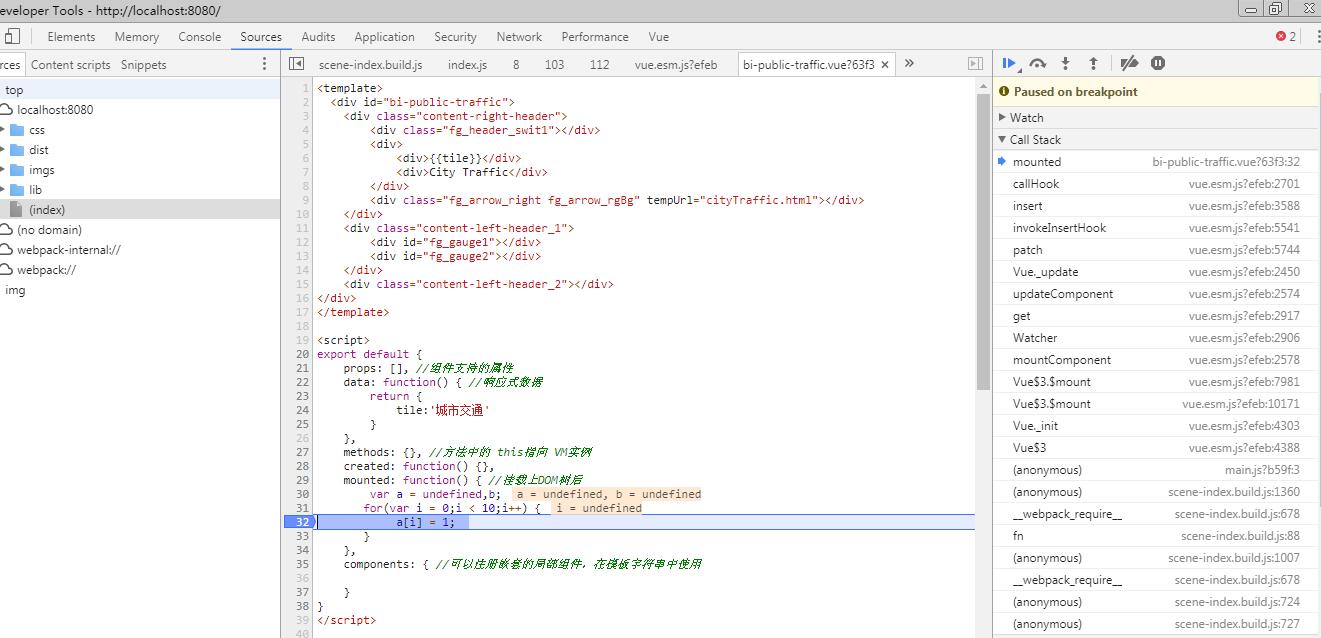 eveloper Tools - http://localhost:8080/
Elements Memory Console Sources Audits Application Security Network Performance Vue 2
rces Content scripts Snippets
scene-index.build.js index.js 8 103 112 vue.esm.js?efeb bi-public-traffic.vue?63f3 × »
top
localhost:8080
css
dist
imgs
lib
(index)
(no domain)
webpack-internal://
webpack://
img
1 <template>
2 <div id="bi-public-traffic">
3 <div class="content-right-header">
4 <div class="fg_header_swit1"></div>
5 <div>
6 <div>{{tile}}</div>
7 <div>City Traffic</div>
8 </div>
9 <div class="fg_arrow_right fg_arrow_rgBg" tempUrl="cityTraffic.html"></div>
10 </div>
11 <div class="content-left-header_1">
12 <div id="fg_gauge1"></div>
13 <div id="fg_gauge2"></div>
14 </div>
15 <div class="content-left-header_2"></div>
16 </div>
17 </template>
18
19 <script>
20 export default {
21 props: [], //组件支持的属性
22 data: function() { //响应式数据
23 return {
24 tile:'城市交通'
25 }
26 },
27 methods: {}, //方法中的 this指向 VM实例
28 created: function() {},
29 mounted: function() { //挂载上DOM树后
30 var a = undefined,b; a = undefined, b = undefined
31 for(var i = 0;i < 10;i++) { i = undefined
32 a[i] = 1;
33 }
34 },
35 components: { //可以注册嵌套的局部组件，在模板字符串中使用
36
37 }
38 }
39 </script>
40
Paused on breakpoint
Watch
Call Stack
mounted bi-public-traffic.vue?63f3:32
callHook vue.esm.js?efeb:2701
insert vue.esm.js?efeb:3588
invokeInsertHook vue.esm.js?efeb:5541
patch vue.esm.js?efeb:5744
Vue._update vue.esm.js?efeb:2450
updateComponent vue.esm.js?efeb:2574
get vue.esm.js?efeb:2917
Watcher vue.esm.js?efeb:2906
mountComponent vue.esm.js?efeb:2578
Vue$3.$mount vue.esm.js?efeb:7981
Vue$3.$mount vue.esm.js?efeb:10171
Vue._init vue.esm.js?efeb:4303
Vue$3 vue.esm.js?efeb:4388
(anonymous) main.js?b59f:3
(anonymous) scene-index.build.js:1360
__webpack_require__ scene-index.build.js:678
fn scene-index.build.js:88
(anonymous) scene-index.build.js:1007
__webpack_require__ scene-index.build.js:678
(anonymous) scene-index.build.js:724
(anonymous) scene-index.build.js:727